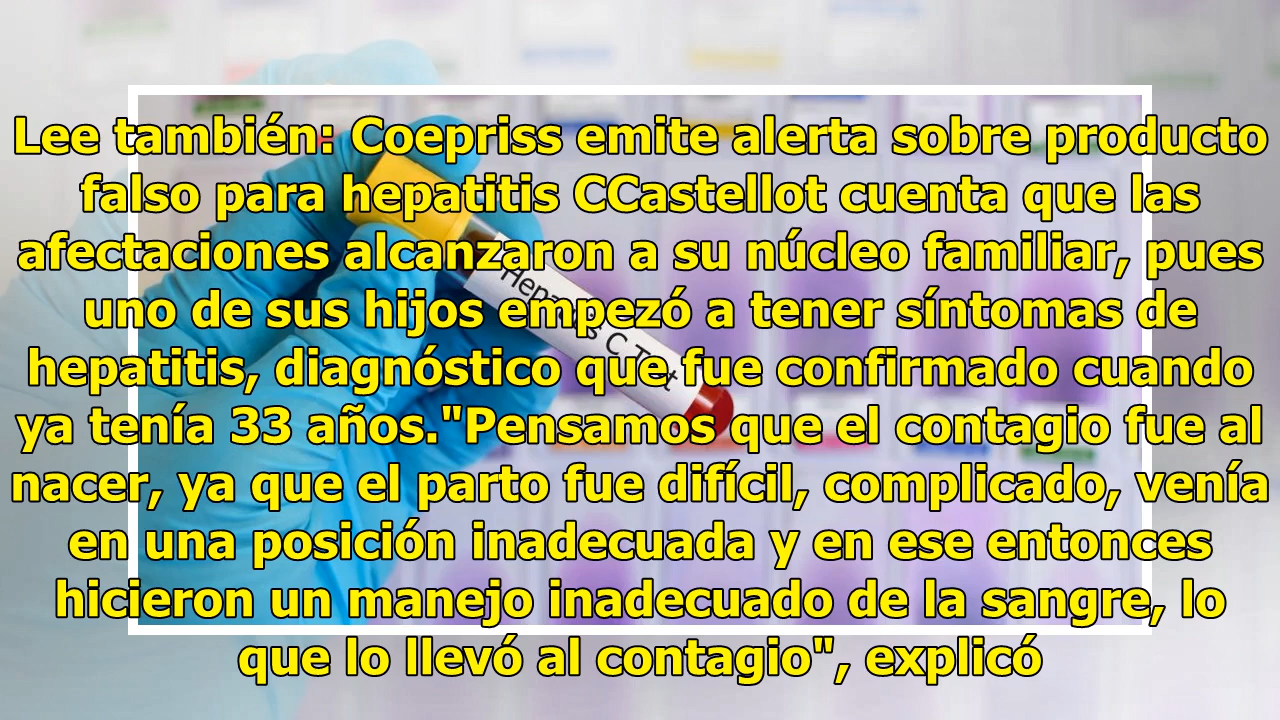 Lee también: Coepriss emite alerta sobre producto
falso para hepatitis CCastellot cuenta que las
afectaciones alcanzaron a su núcleo familiar, pues
uno de sus hijos empezó a tener síntomas de
hepatitis, diagnóstico que fue confirmado cuando
ya tenía 33 años."Pensamos que el contagio fue al
nacer, ya que el parto fue difícil, complicado, venía
en una posición inadecuada y en ese entonces
hicieron un manejo inadecuado de la sangre, lo
que lo llevó al contagio", explicó
C